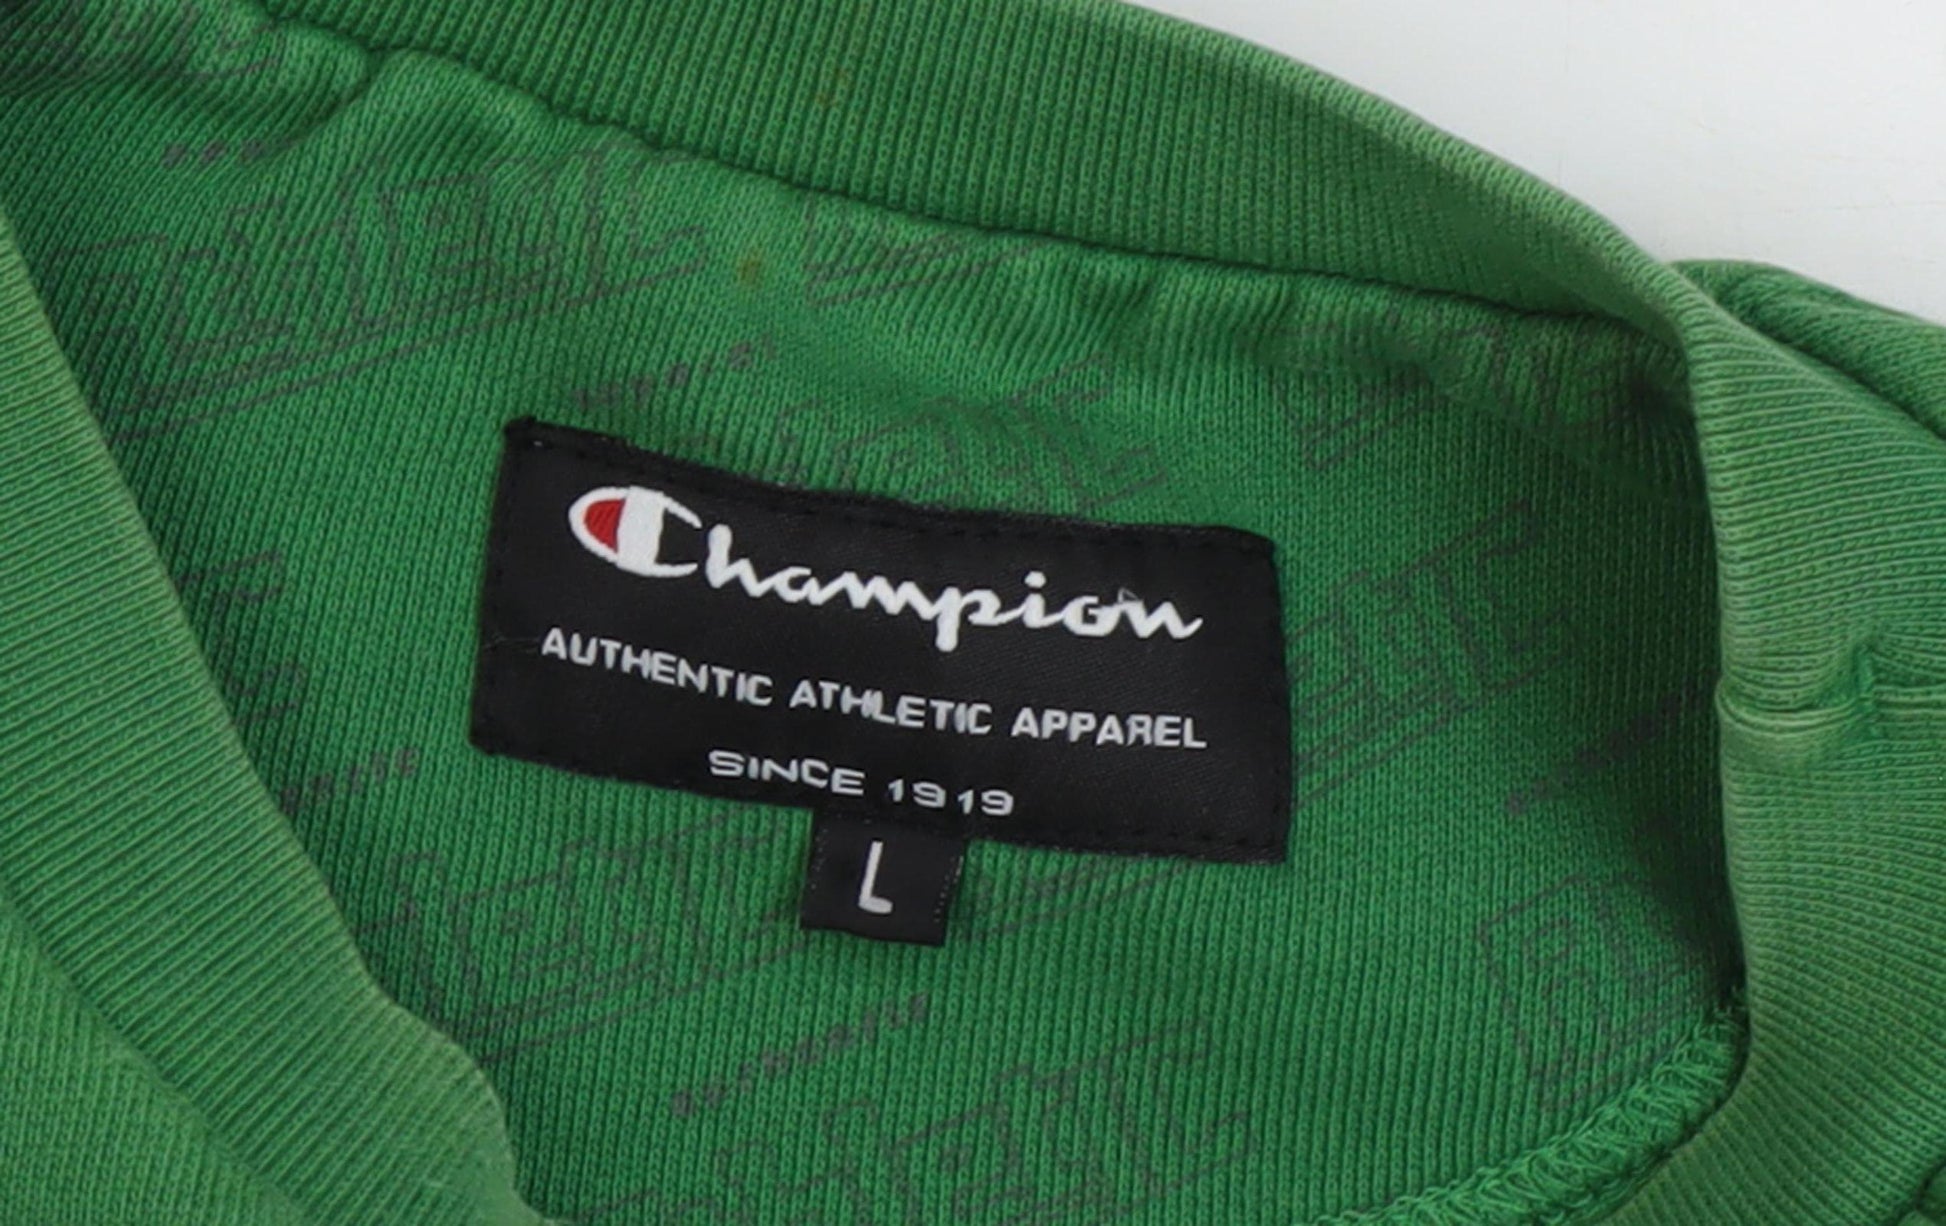 Champion
AUTHENTIC ATHLETIC APPAREL
SINCE 1919
L